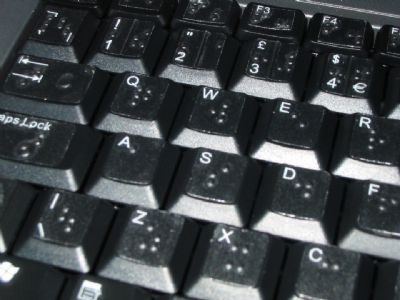 F3 F4
! " £ $
1 2 3 4 €
Q W E R
aps Lock A S D F
| Z X C
\